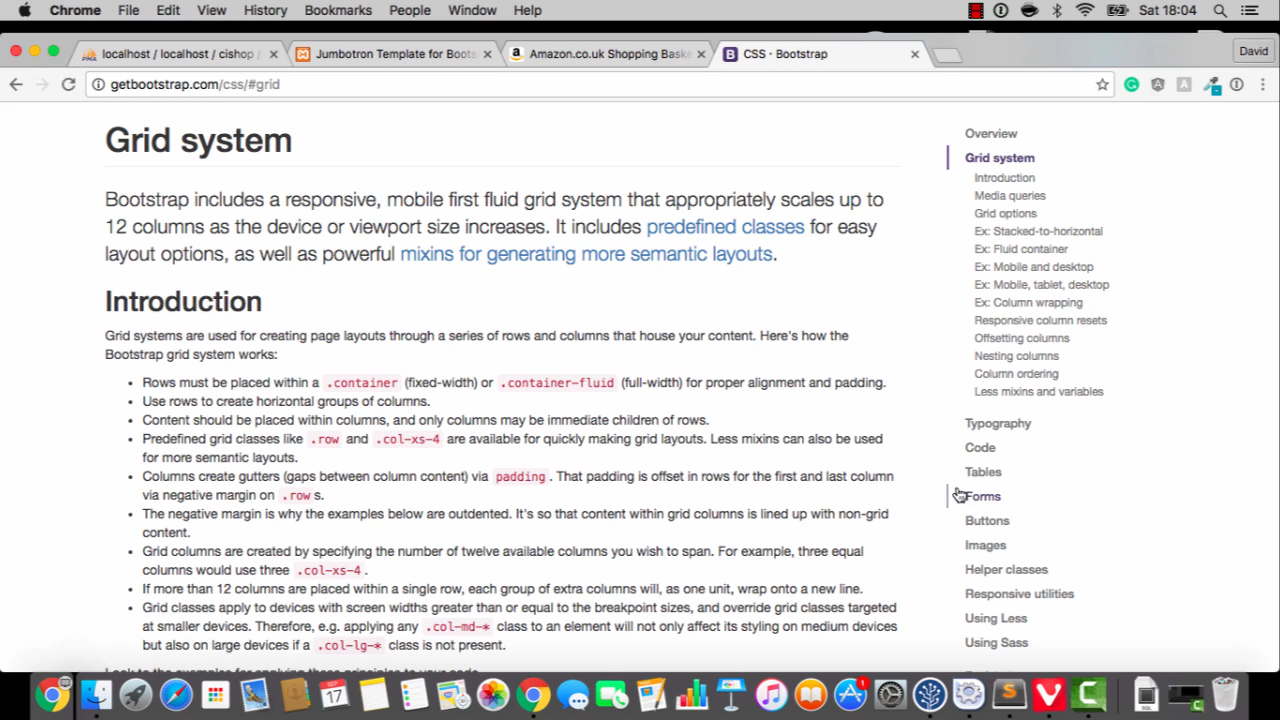 Chrome File Edit View History Bookmarks People Window Help Sat 18:04
localhost / localhost / cishop / Jumbotron Template for Boots Amazon.co.uk Shopping Baske CSS · Bootstrap David
getbootstrap.com/css/#grid
Grid system
Bootstrap includes a responsive, mobile first fluid grid system that appropriately scales up to
12 columns as the device or viewport size increases. It includes predefined classes for easy
layout options, as well as powerful mixins for generating more semantic layouts.
Introduction
Grid systems are used for creating page layouts through a series of rows and columns that house your content. Here's how the
Bootstrap grid system works:
• Rows must be placed within a .container (fixed-width) or .container-fluid (full-width) for proper alignment and padding.
• Use rows to create horizontal groups of columns.
• Content should be placed within columns, and only columns may be immediate children of rows.
• Predefined grid classes like .row and .col-xs-4 are available for quickly making grid layouts. Less mixins can also be used
for more semantic layouts.
• Columns create gutters (gaps between column content) via padding. That padding is offset in rows for the first and last column
via negative margin on .row s.
• The negative margin is why the examples below are outdented. It's so that content within grid columns is lined up with non-grid
content.
• Grid columns are created by specifying the number of twelve available columns you wish to span. For example, three equal
columns would use three .col-xs-4.
• If more than 12 columns are placed within a single row, each group of extra columns will, as one unit, wrap onto a new line.
• Grid classes apply to devices with screen widths greater than or equal to the breakpoint sizes, and override grid classes targeted
at smaller devices. Therefore, e.g. applying any .col-md-* class to an element will not only affect its styling on medium devices
but also on large devices if a .col-lg-* class is not present.
Look to the examples for applying these principles to your code.
Overview
Grid system
Introduction
Media queries
Grid options
Ex: Stacked-to-horizontal
Ex: Fluid container
Ex: Mobile and desktop
Ex: Mobile, tablet, desktop
Ex: Column wrapping
Responsive column resets
Offsetting columns
Nesting columns
Column ordering
Less mixins and variables
Typography
Code
Tables
Forms
Buttons
Images
Helper classes
Responsive utilities
Using Less
Using Sass
17
1